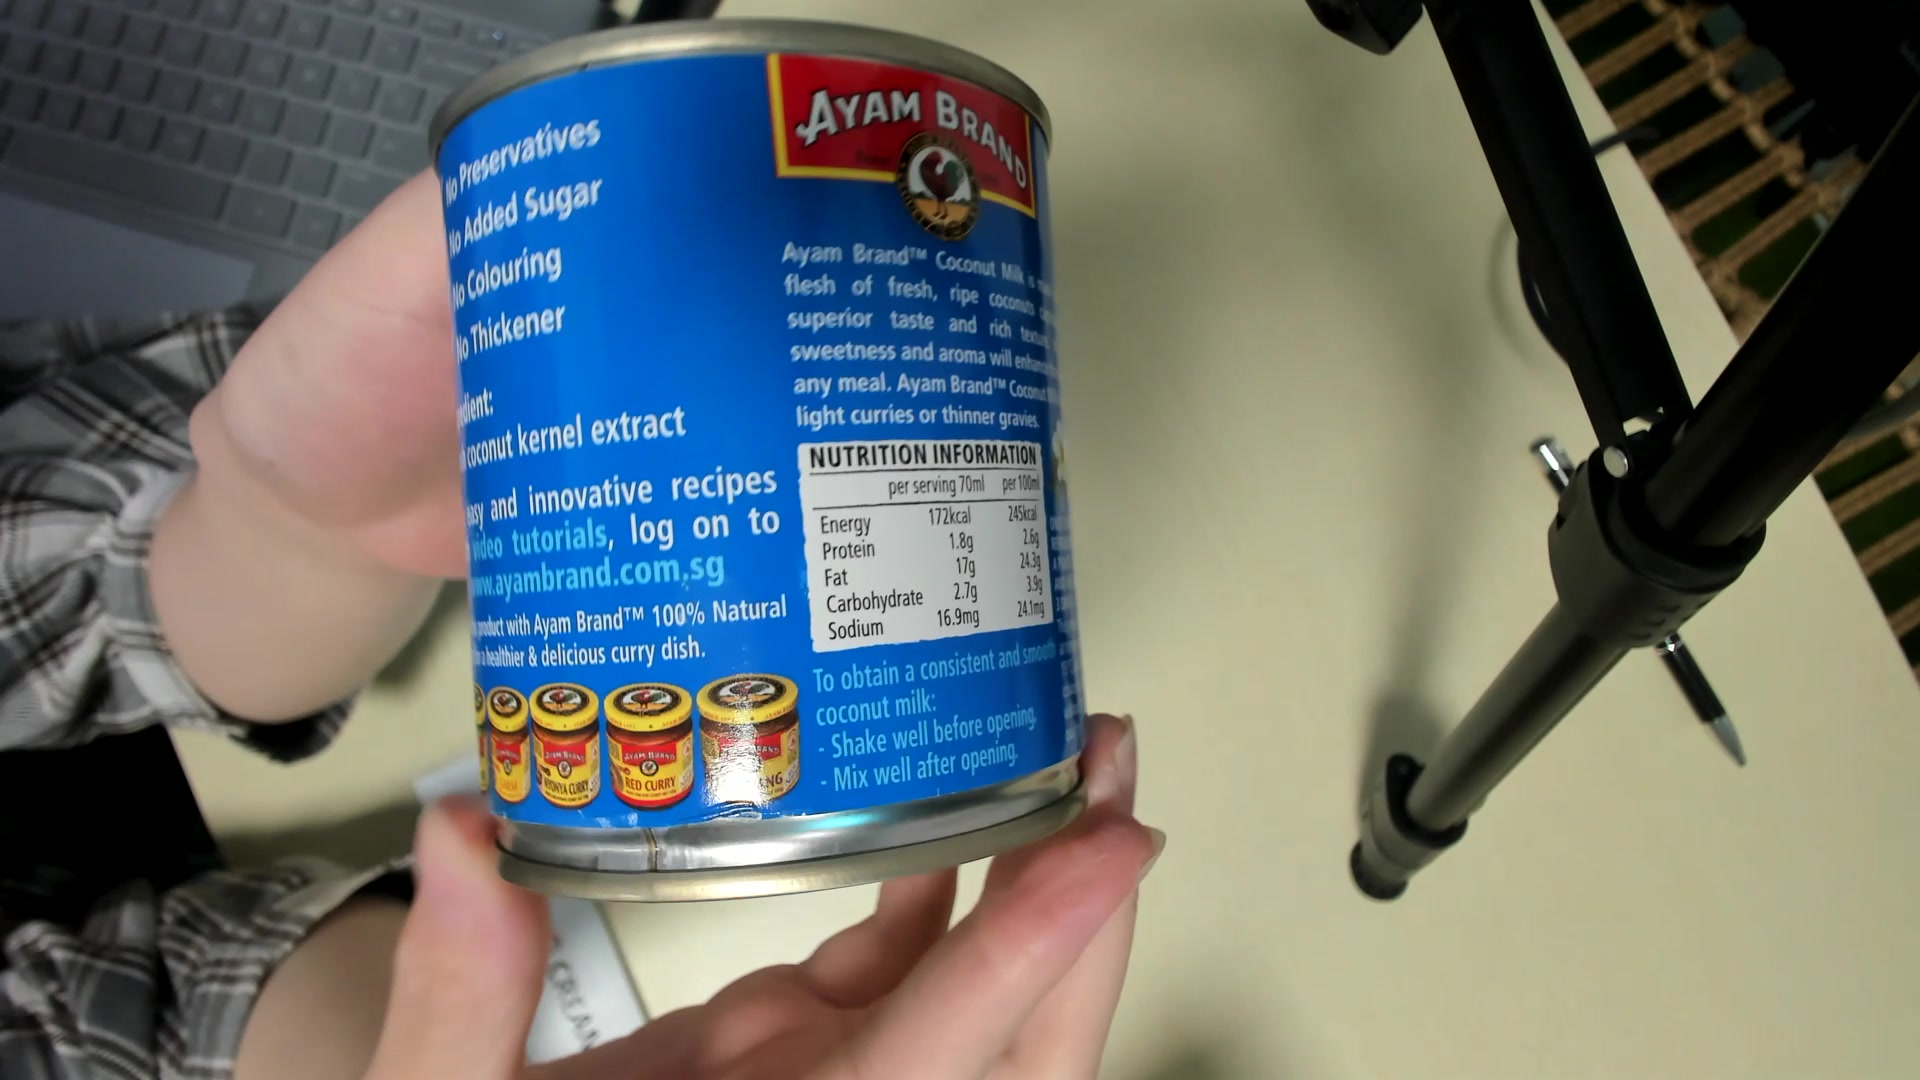 No Preservatives
No Added Sugar
No Colouring
No Thickener
coconut kernel extract
easy and innovative recipes
video tutorials, log on to
www.ayambrand.com.sg
product with Ayam Brand™ 100% Natural
healthier & delicious curry dish.
RED CURRY
AYAM BRAND
Ayam Brand™ Coconut Milk is
flesh of fresh, ripe coconuts
superior taste and rich
sweetness and aroma will
any meal. Ayam Brand™
light curries or thinner gravies.
NUTRITION INFORMATION
per serving 70ml per 100ml
Energy 172kcal 245kcal
Protein 1.8g 2.6g
Fat 17g 24.3g
Carbohydrate 2.7g 3.9g
Sodium 16.9mg 24.1mg
To obtain a consistent and smooth
coconut milk:
- Shake well before opening.
- Mix well after opening.